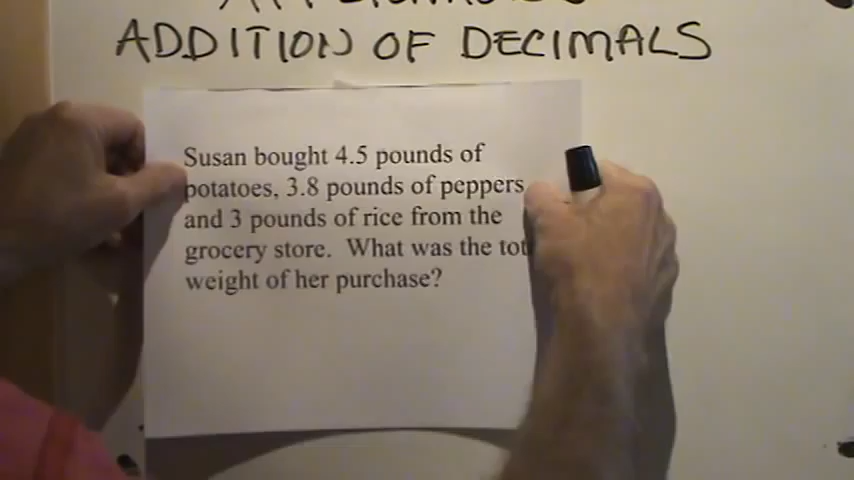 ADDITION OF DECIMALS
Susan bought 4.5 pounds of
potatoes, 3.8 pounds of peppers
and 3 pounds of rice from the
grocery store. What was the
weight of her purchase?